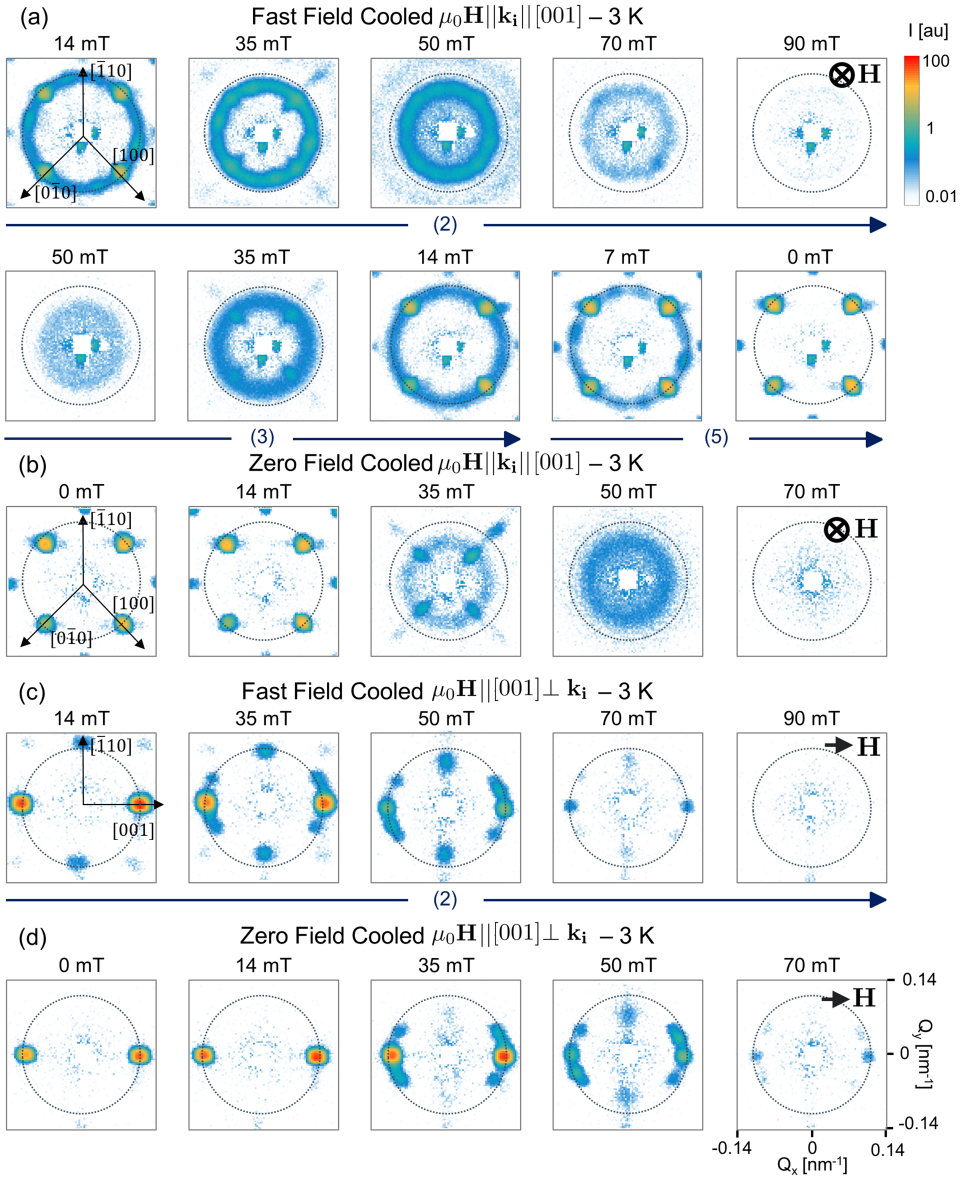 (a) Fast Field Cooled μ₀𝐇||𝐤ᵢ||[001] – 3 K I [au]
14 mT 35 mT 50 mT 70 mT 90 mT
100
1
0.01
[1̄10]
[100]
[01̄0]
⊗ 𝐇
(2)
50 mT 35 mT 14 mT 7 mT 0 mT
(3) (5)
(b) Zero Field Cooled μ₀𝐇||𝐤ᵢ||[001] – 3 K
0 mT 14 mT 35 mT 50 mT 70 mT
[1̄10]
[100]
[01̄0]
⊗ 𝐇
(c) Fast Field Cooled μ₀𝐇||[001]⊥ 𝐤ᵢ – 3 K
14 mT 35 mT 50 mT 70 mT 90 mT
[1̄10]
[001]
𝐇
(2)
(d) Zero Field Cooled μ₀𝐇||[001]⊥ 𝐤ᵢ – 3 K
0 mT 14 mT 35 mT 50 mT 70 mT
𝐇
0.14
0
-0.14
Q_y [nm⁻¹]
-0.14 0 0.14
Q_x [nm⁻¹]